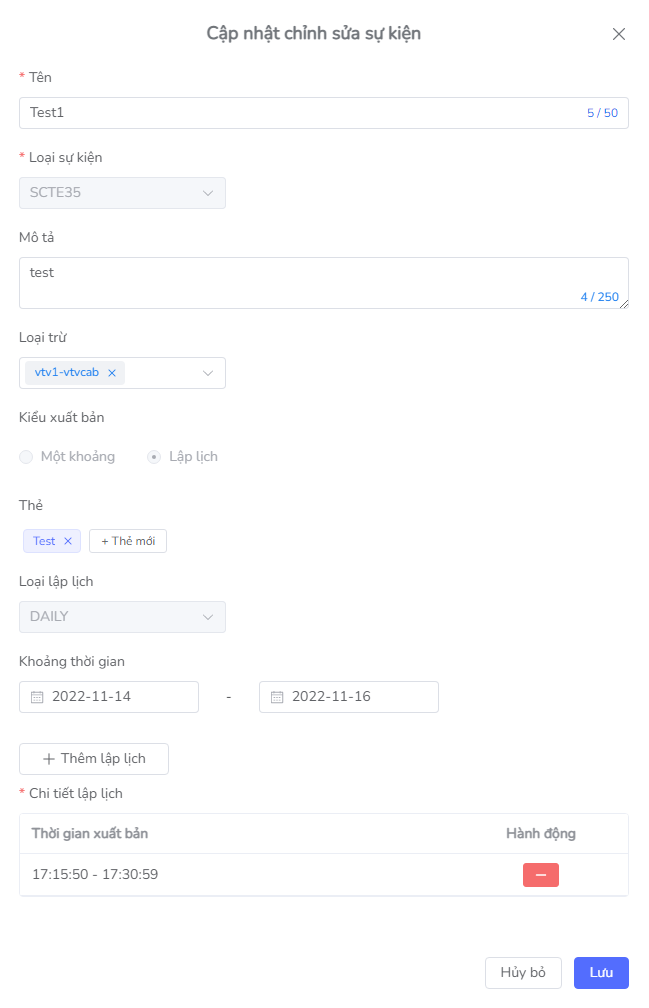 Cập nhật chỉnh sửa sự kiện
* Tên
Test1 5 / 50
* Loại sự kiện
SCTE35
Mô tả
test
4 / 250
Loại trừ
vtv1-vtvcab
Kiểu xuất bản
Một khoảng Lập lịch
Thẻ
Test + Thẻ mới
Loại lập lịch
DAILY
Khoảng thời gian
2022-11-14 - 2022-11-16
+ Thêm lập lịch
* Chi tiết lập lịch
Thời gian xuất bản Hành động
17:15:50 - 17:30:59
Hủy bỏ Lưu